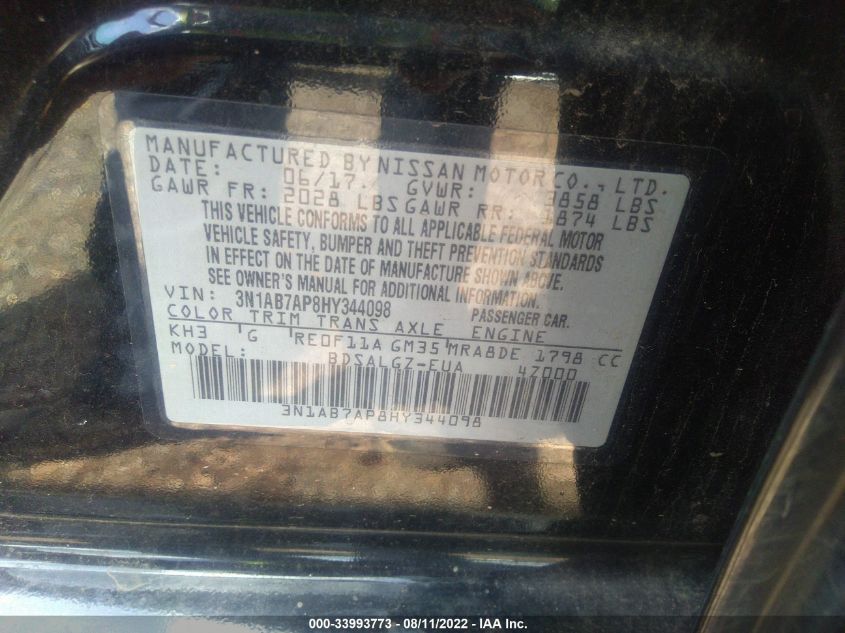 MANUFACTURED BY NISSAN MOTOR CO., LTD.
DATE: 06/17 GVWR: 3858 LBS
GAWR FR: 2028 LBS GAWR RR: 1874 LBS
THIS VEHICLE CONFORMS TO ALL APPLICABLE FEDERAL MOTOR
VEHICLE SAFETY, BUMPER AND THEFT PREVENTION STANDARDS
IN EFFECT ON THE DATE OF MANUFACTURE SHOWN ABOVE.
SEE OWNER'S MANUAL FOR ADDITIONAL INFORMATION.
VIN: 3N1AB7AP8HY344098 PASSENGER CAR.
COLOR TRIM TRANS AXLE ENGINE
KH3 G RE0F11A GM35 MRA8DE 1798 CC
MODEL: BDSALGZ-EUA 4Z000
3N1AB7AP8HY344098
000-33993773 - 08/11/2022 - IAA Inc.